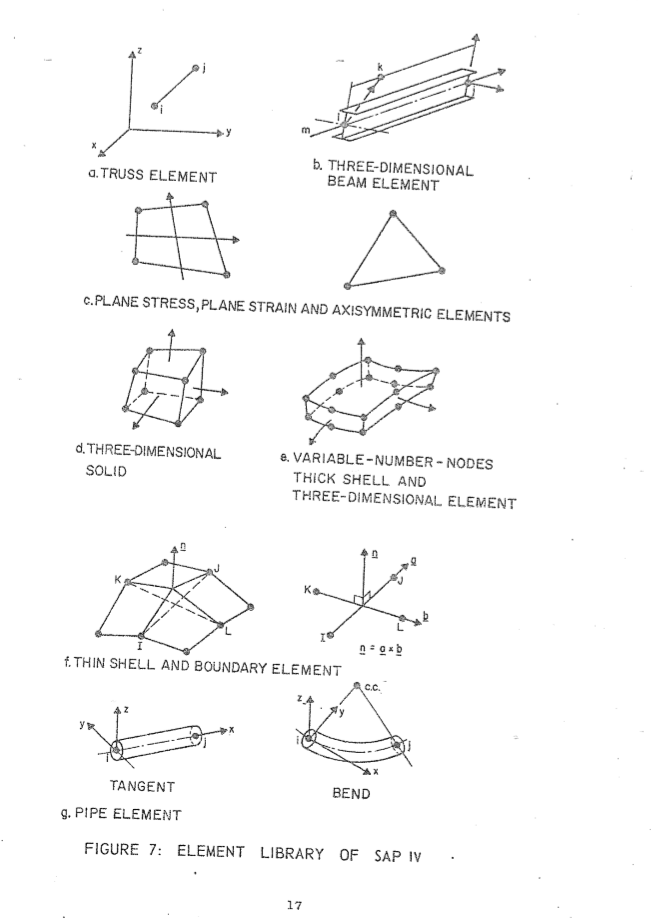 z
j
i
y
x
a. TRUSS ELEMENT
k
i
m
b. THREE-DIMENSIONAL
BEAM ELEMENT
c. PLANE STRESS, PLANE STRAIN AND AXISYMMETRIC ELEMENTS
d. THREE-DIMENSIONAL
SOLID
e. VARIABLE-NUMBER-NODES
THICK SHELL AND
THREE-DIMENSIONAL ELEMENT
n
K
J
I
L
n
a
K
J
L
b
I
n = a × b
f. THIN SHELL AND BOUNDARY ELEMENT
y
z
x
i
j
TANGENT
c.c.
z
y
i
j
x
BEND
g. PIPE ELEMENT
FIGURE 7: ELEMENT LIBRARY OF SAP IV
17